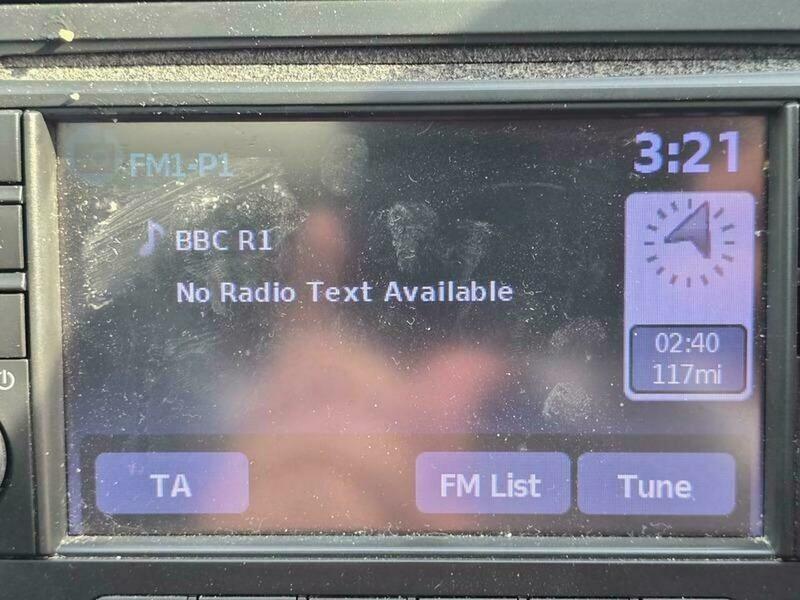 FM1-P1
3:21
BBC R1
No Radio Text Available
02:40
117mi
TA
FM List
Tune